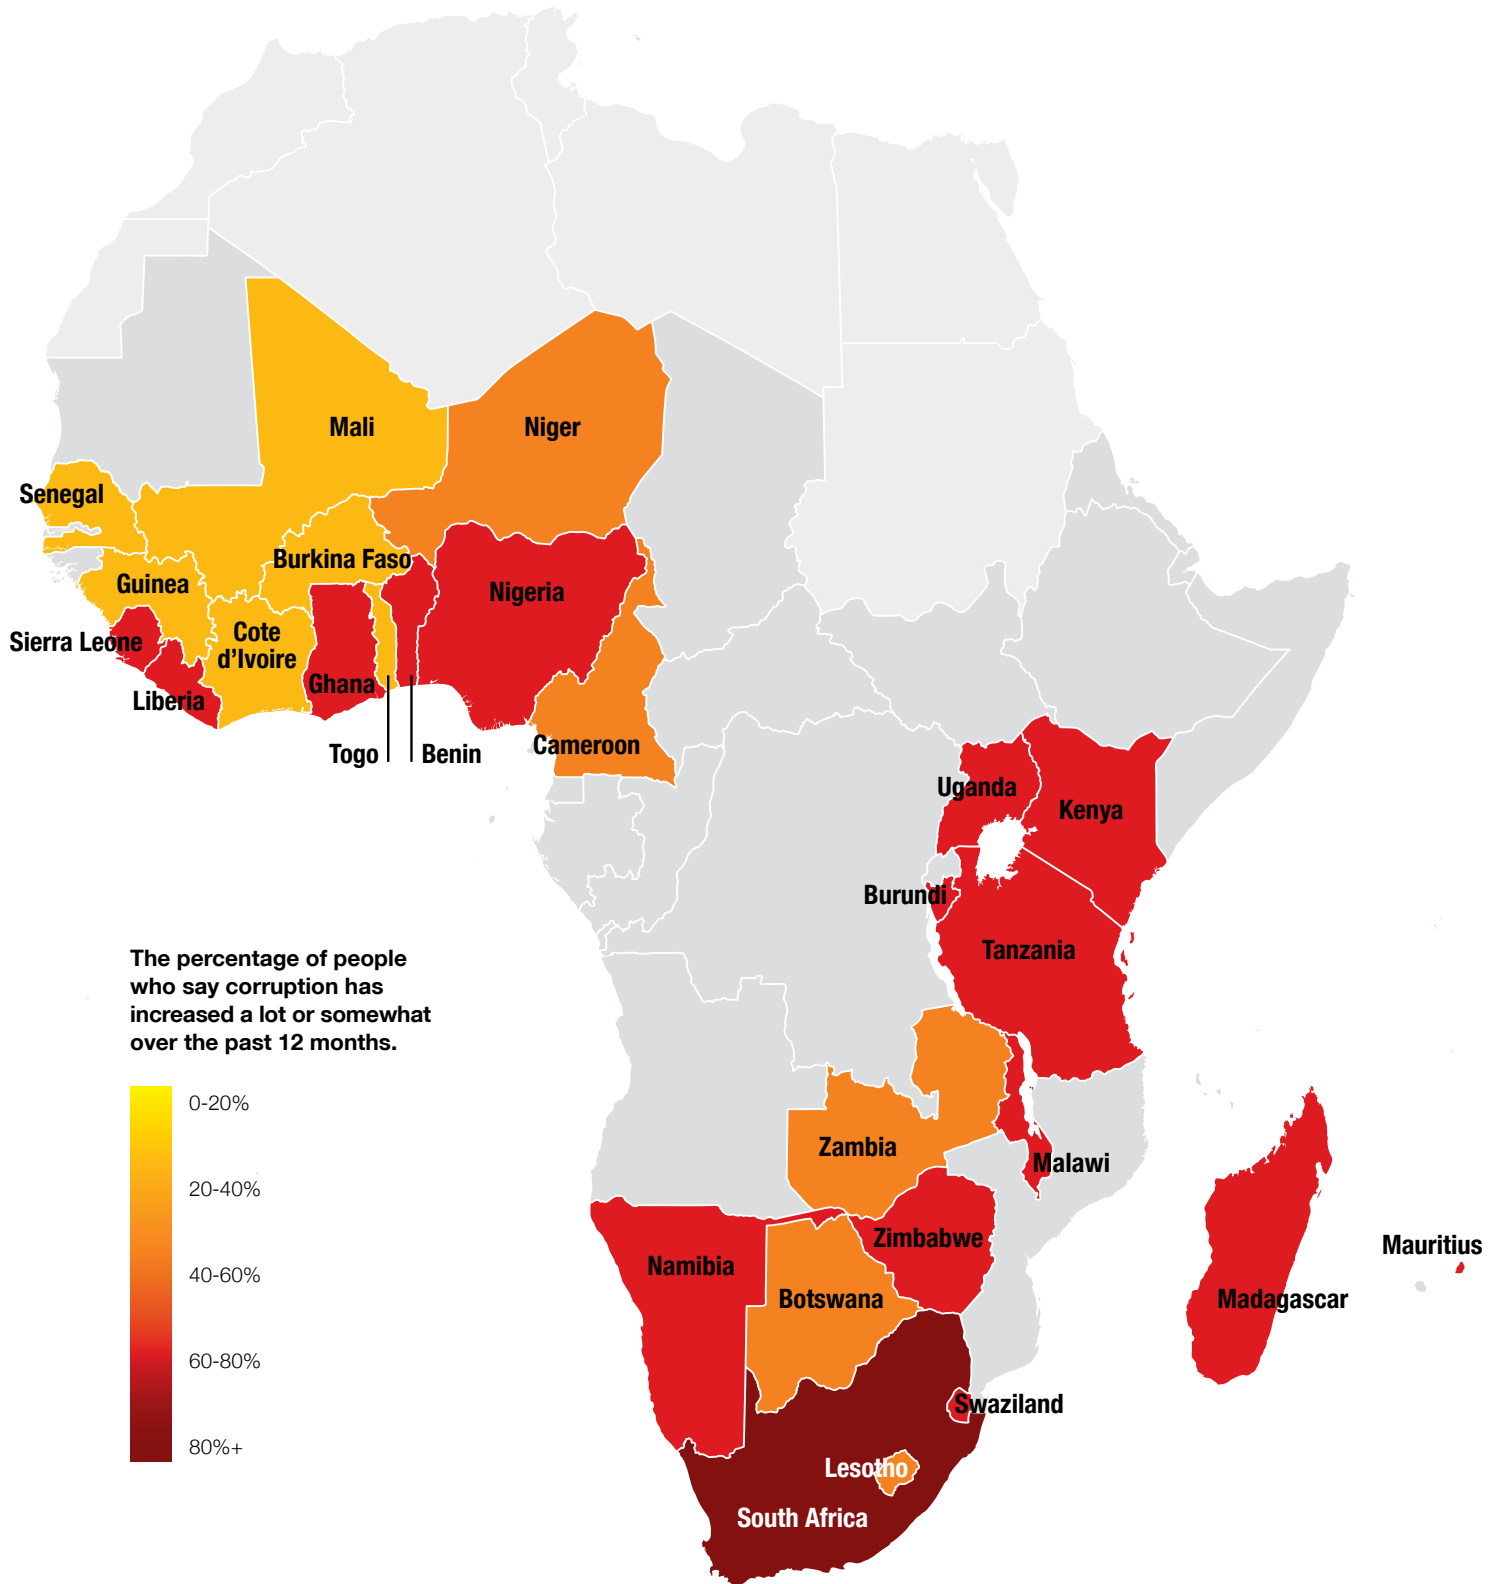 Mali
Niger
Senegal
Burkina Faso
Guinea
Nigeria
Sierra Leone
Cote
d’Ivoire
Ghana
Liberia
Togo
Benin
Cameroon
Uganda
Kenya
Burundi
Tanzania
The percentage of people
who say corruption has
increased a lot or somewhat
over the past 12 months.
0-20%
20-40%
40-60%
60-80%
80%+
Zambia
Malawi
Zimbabwe
Namibia
Botswana
Mauritius
Madagascar
Swaziland
Lesotho
South Africa